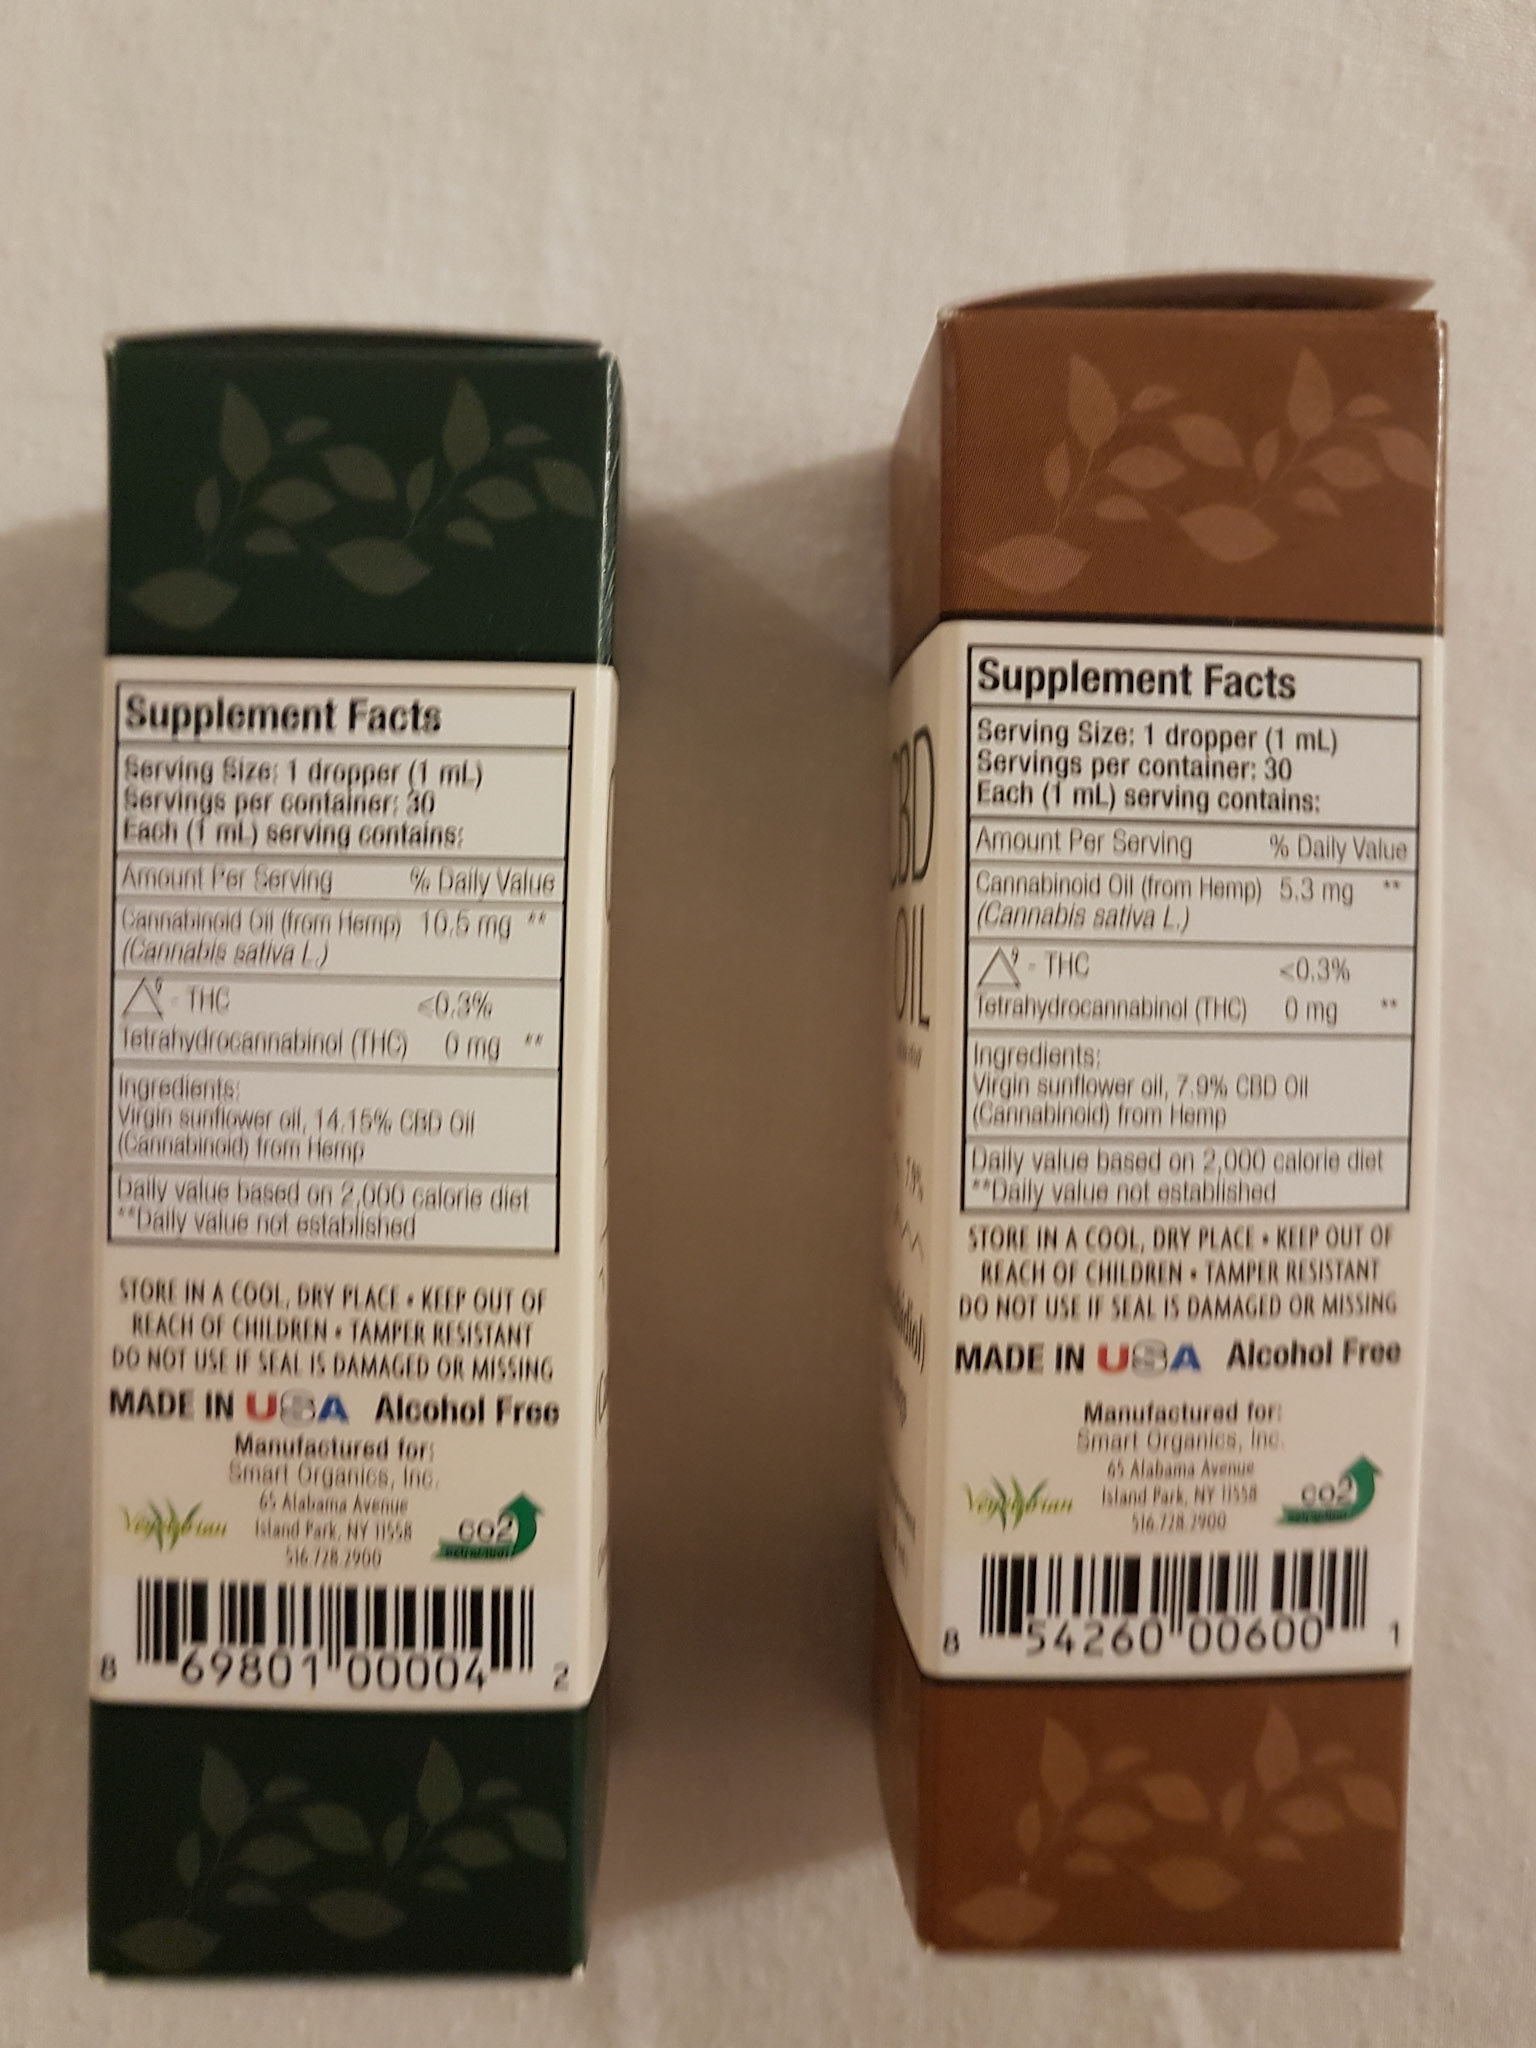 Supplement Facts
Serving Size: 1 dropper (1 mL)
Servings per container: 30
Each (1 mL) serving contains:
Amount Per Serving % Daily Value
Cannabinoid Oil (from Hemp) 10.5 mg **
(Cannabis sativa L.)
Δ9 - THC <0.3%
Tetrahydrocannabinol (THC) 0 mg **
Ingredients:
Virgin sunflower oil, 14.15% CBD Oil
(Cannabinoid) from Hemp
Daily value based on 2,000 calorie diet
**Daily value not established
STORE IN A COOL, DRY PLACE • KEEP OUT OF
REACH OF CHILDREN • TAMPER RESISTANT
DO NOT USE IF SEAL IS DAMAGED OR MISSING
MADE IN USA Alcohol Free
Manufactured for:
Smart Organics, Inc.
65 Alabama Avenue
Island Park, NY 11558
516.728.2900
Vegetarian
co2
8 69801 00004 2
CBD
OIL
7.9%
Supplement Facts
Serving Size: 1 dropper (1 mL)
Servings per container: 30
Each (1 mL) serving contains:
Amount Per Serving % Daily Value
Cannabinoid Oil (from Hemp) 5.3 mg **
(Cannabis sativa L.)
Δ9 - THC <0.3%
Tetrahydrocannabinol (THC) 0 mg **
Ingredients:
Virgin sunflower oil, 7.9% CBD Oil
(Cannabinoid) from Hemp
Daily value based on 2,000 calorie diet
**Daily value not established
STORE IN A COOL, DRY PLACE • KEEP OUT OF
REACH OF CHILDREN • TAMPER RESISTANT
DO NOT USE IF SEAL IS DAMAGED OR MISSING
MADE IN USA Alcohol Free
Manufactured for:
Smart Organics, Inc.
65 Alabama Avenue
Island Park, NY 11558
516.728.2900
Vegetarian
co2
8 54260 00600 1